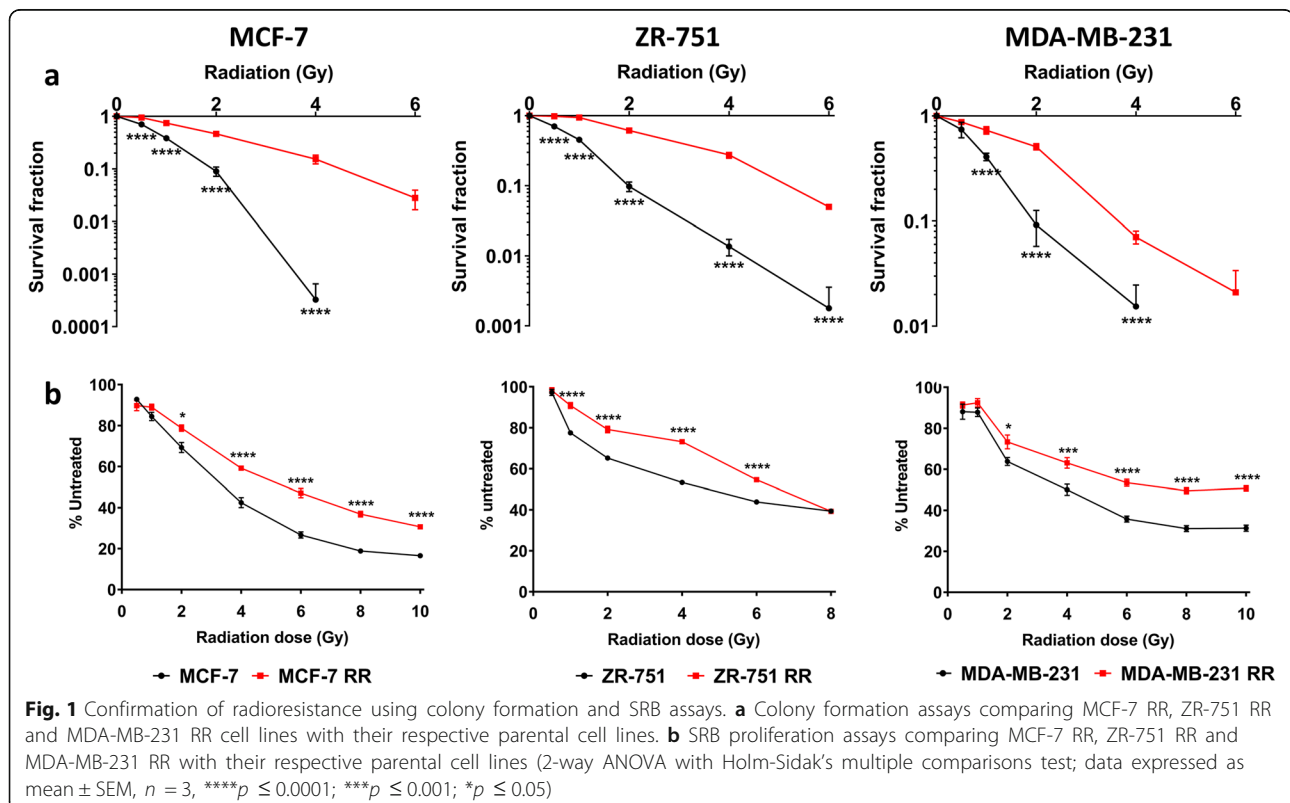 MCF-7 ZR-751 MDA-MB-231
a
Radiation (Gy) Radiation (Gy) Radiation (Gy)
0 2 4 6 0 2 4 6 0 2 4 6
Survival fraction
1
0.1
0.01
0.001
0.0001
**** **** **** ****
Survival fraction
1
0.1
0.01
0.001
**** **** **** **** ****
Survival fraction
1
0.1
0.01
**** **** ****
b
% Untreated
100
80
60
40
20
0
* **** **** **** ****
0 2 4 6 8 10
Radiation dose (Gy)
MCF-7 MCF-7 RR
% untreated
100
80
60
40
20
0
**** **** **** ****
0 2 4 6 8
Radiation dose (Gy)
ZR-751 ZR-751 RR
% Untreated
100
80
60
40
20
0
* *** **** **** ****
0 2 4 6 8 10
Radiation dose (Gy)
MDA-MB-231 MDA-MB-231 RR
Fig. 1 Confirmation of radioresistance using colony formation and SRB assays. a Colony formation assays comparing MCF-7 RR, ZR-751 RR
and MDA-MB-231 RR cell lines with their respective parental cell lines. b SRB proliferation assays comparing MCF-7 RR, ZR-751 RR and
MDA-MB-231 RR with their respective parental cell lines (2-way ANOVA with Holm-Sidak's multiple comparisons test; data expressed as
mean ± SEM, n = 3, ****p ≤ 0.0001; ***p ≤ 0.001; *p ≤ 0.05)